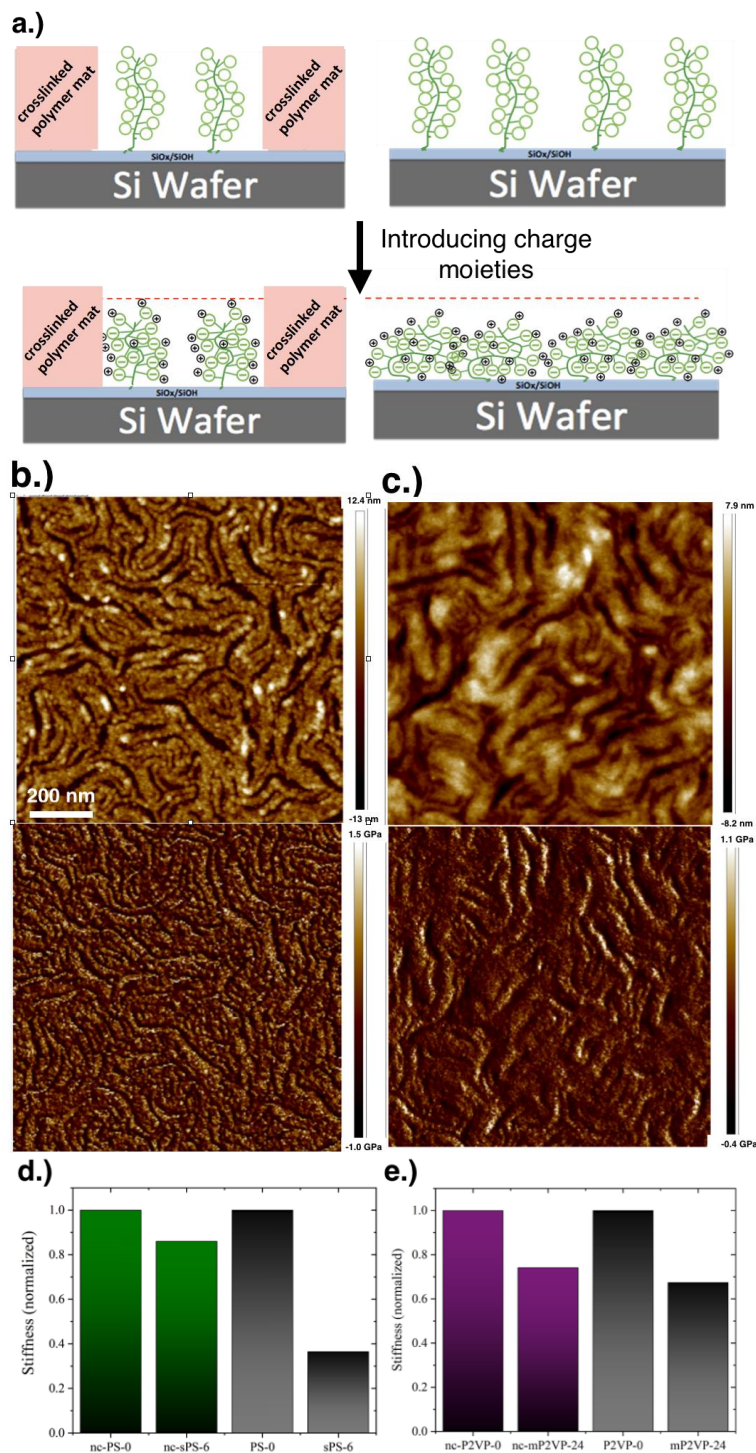 a.)
crosslinked
polymer mat
crosslinked
polymer mat
SiOx/SiOH
Si Wafer
SiOx/SiOH
Si Wafer
Introducing charge
moieties
crosslinked
polymer mat
crosslinked
polymer mat
SiOx/SiOH
Si Wafer
SiOx/SiOH
Si Wafer
b.)
12.4 nm
-13 nm
200 nm
1.5 GPa
-1.0 GPa
c.)
7.9 nm
-8.2 nm
1.1 GPa
-0.4 GPa
d.)
Stiffness (normalized)
1.0
0.8
0.6
0.4
0.2
0.0
nc-PS-0 nc-sPS-6 PS-0 sPS-6
e.)
Stiffness (normalized)
1.0
0.8
0.6
0.4
0.2
0.0
nc-P2VP-0 nc-mP2VP-24 P2VP-0 mP2VP-24